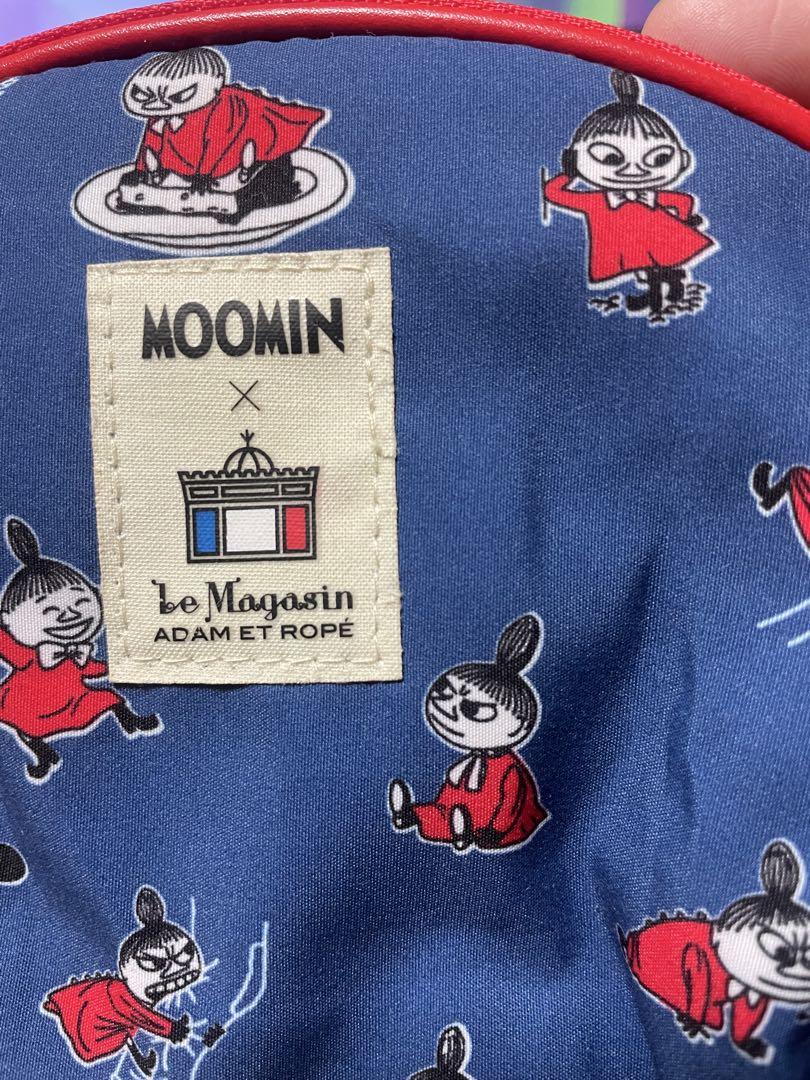 MOOMIN
×
Le Magasin
ADAM ET ROPÉ